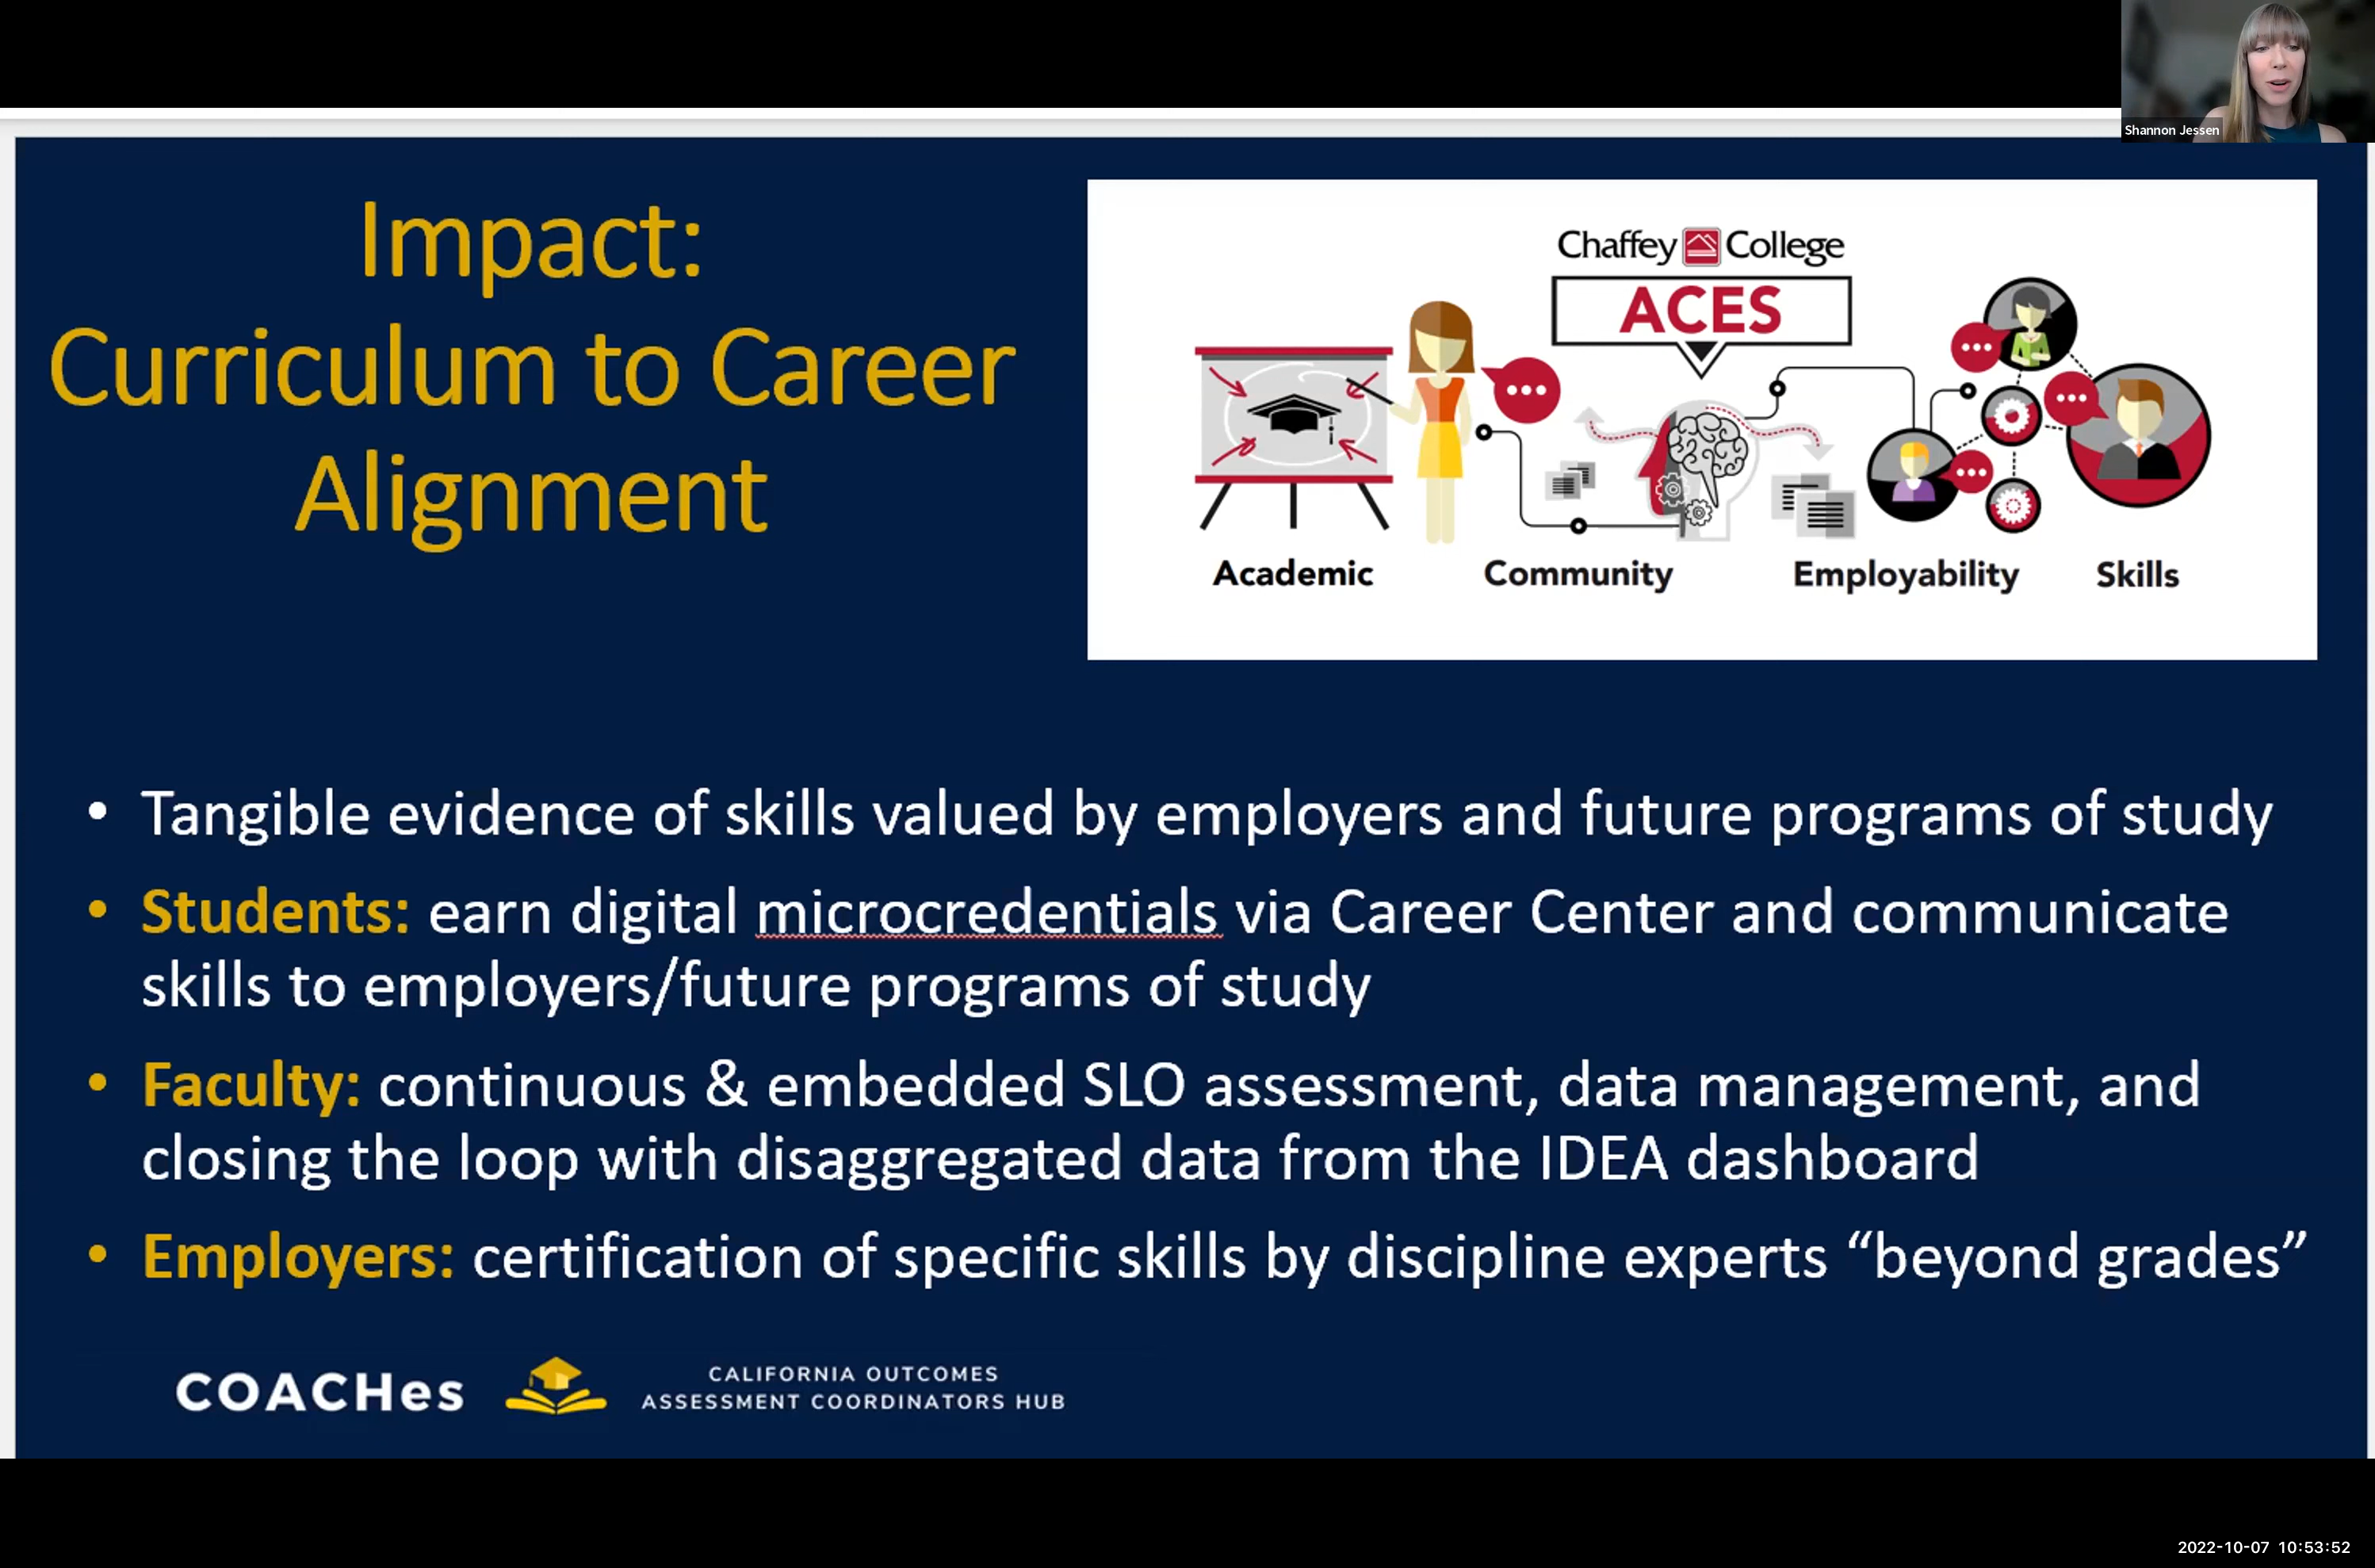 Shannon Jessen
Impact:
Curriculum to Career
Alignment
Chaffey College
ACES
Academic Community Employability Skills
• Tangible evidence of skills valued by employers and future programs of study
• Students: earn digital microcredentials via Career Center and communicate
skills to employers/future programs of study
• Faculty: continuous & embedded SLO assessment, data management, and
closing the loop with disaggregated data from the IDEA dashboard
• Employers: certification of specific skills by discipline experts “beyond grades”
COACHes
CALIFORNIA OUTCOMES
ASSESSMENT COORDINATORS HUB
2022-10-07 10:53:52